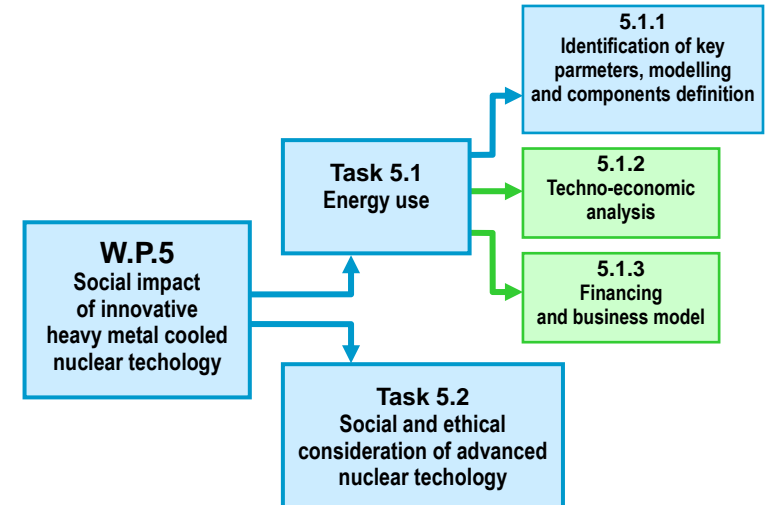 5.1.1
Identification of key
parmeters, modelling
and components definition
Task 5.1
Energy use
5.1.2
Techno-economic
analysis
W.P.5
Social impact
of innovative
heavy metal cooled
nuclear techology
5.1.3
Financing
and business model
Task 5.2
Social and ethical
consideration of advanced
nuclear techology